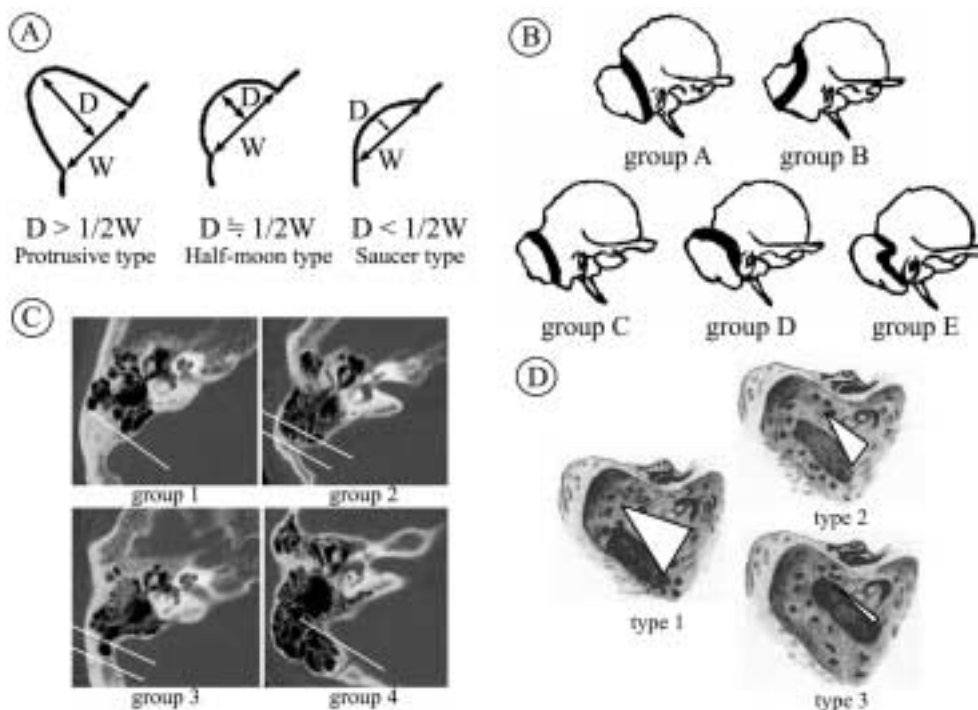 A
D
W
D > 1/2W
Protrusive type
D
W
D ≒ 1/2W
Half-moon type
D
W
D < 1/2W
Saucer type
B
group A
group B
group C
group D
group E
C
group 1
group 2
group 3
group 4
D
type 1
type 2
type 3